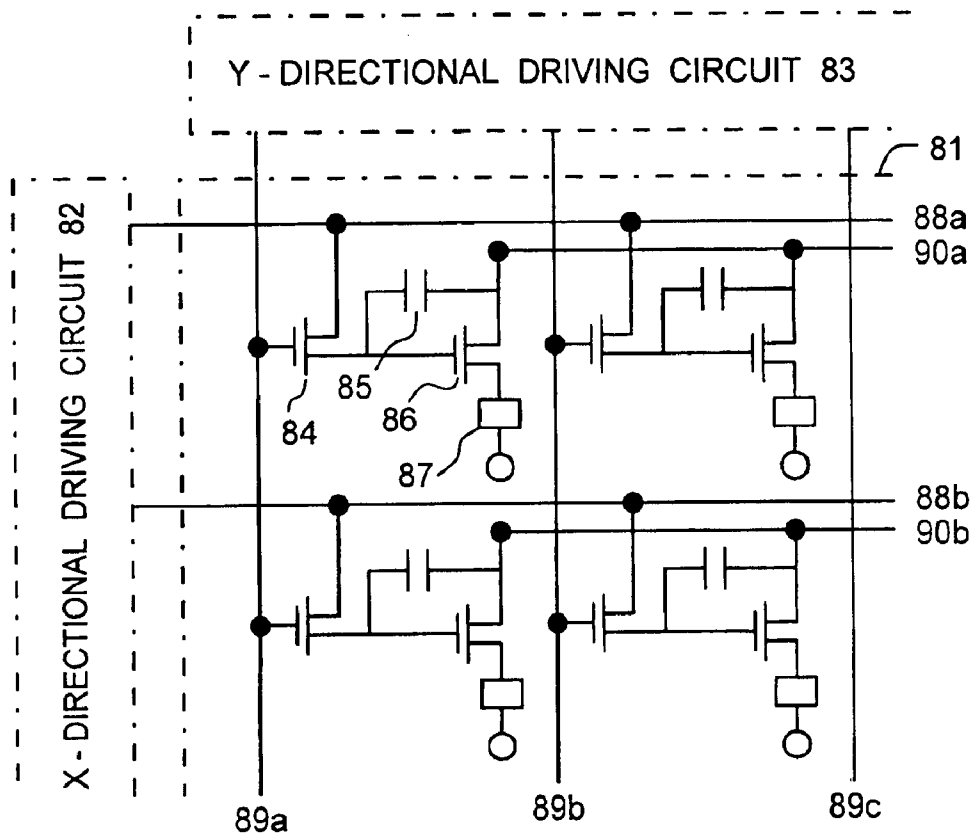 Y - DIRECTIONAL DRIVING CIRCUIT 83
81
X - DIRECTIONAL DRIVING CIRCUIT 82
88a
90a
84
85
86
87
88b
90b
89a
89b
89c